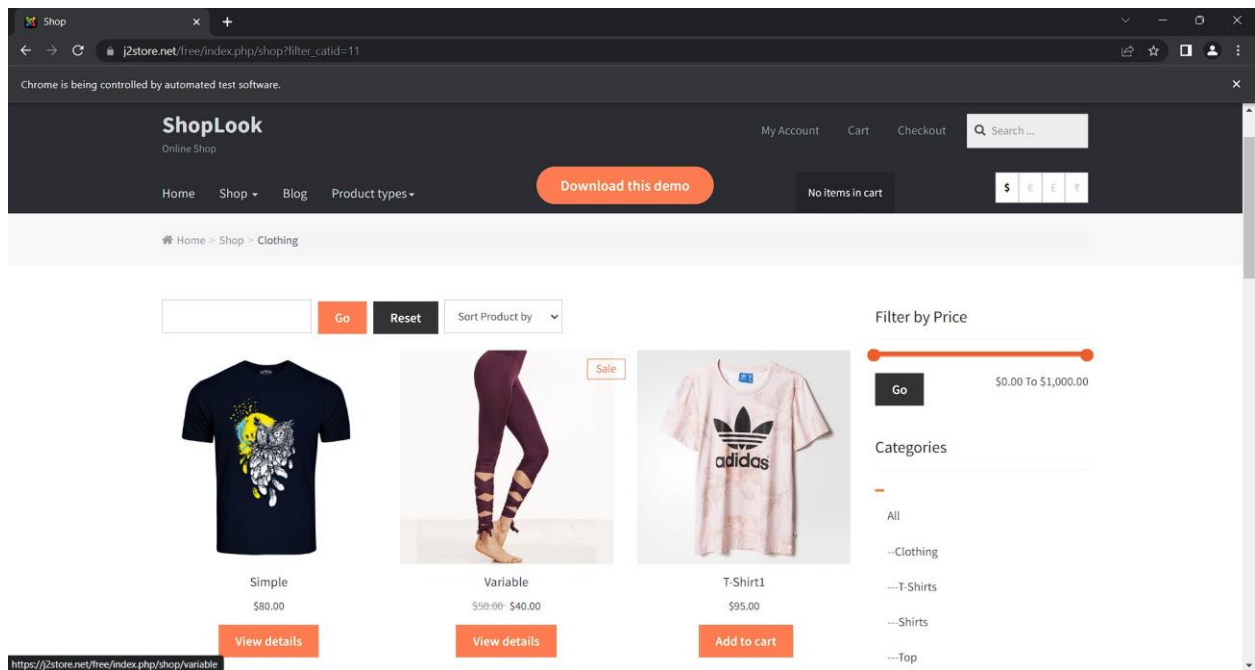 Shop
j2store.net/free/index.php/shop?filter_catid=11
Chrome is being controlled by automated test software.
ShopLook
Online Shop
My Account Cart Checkout Search ...
Home Shop Blog Product types Download this demo No items in cart $ € £ ₹
Home > Shop > Clothing
Go Reset Sort Product by
Filter by Price
Go $0.00 To $1,000.00
Sale
adidas
Categories
All
--Clothing
---T-Shirts
---Shirts
---Top
Simple Variable T-Shirt1
$80.00 $50.00 $40.00 $95.00
View details View details Add to cart
https://j2store.net/free/index.php/shop/variable